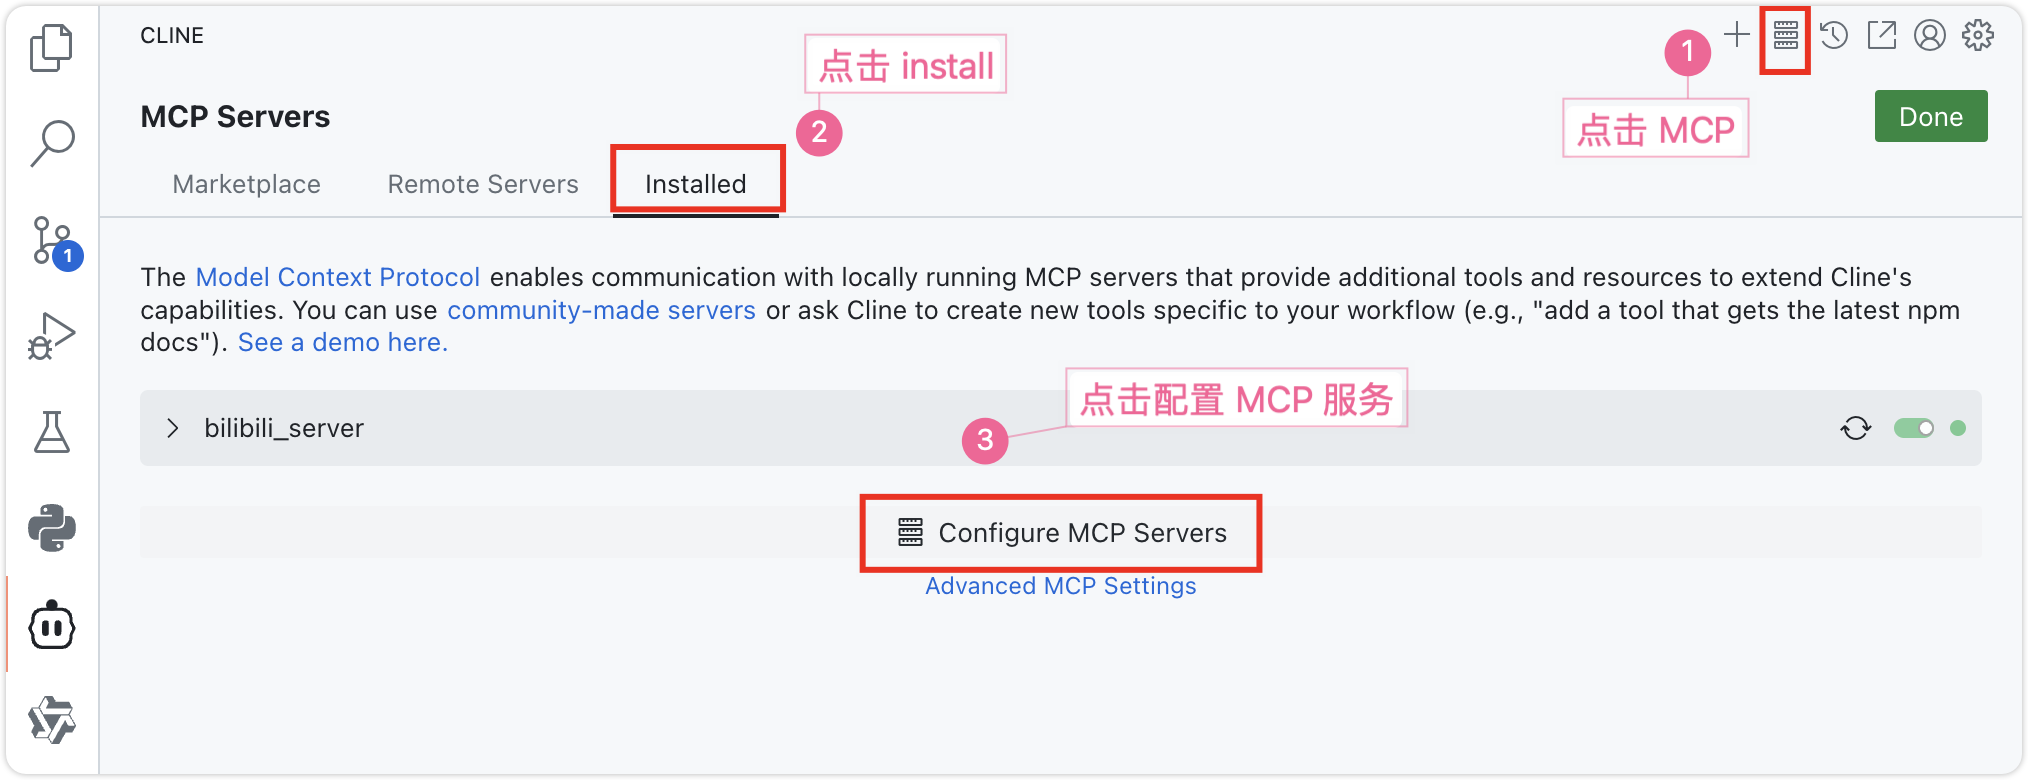 CLINE
点击 install
1
点击 MCP
MCP Servers
2
Done
Marketplace
Remote Servers
Installed
1
The Model Context Protocol enables communication with locally running MCP servers that provide additional tools and resources to extend Cline's
capabilities. You can use community-made servers or ask Cline to create new tools specific to your workflow (e.g., "add a tool that gets the latest npm
docs"). See a demo here.
点击配置 MCP 服务
3
bilibili_server
Configure MCP Servers
Advanced MCP Settings